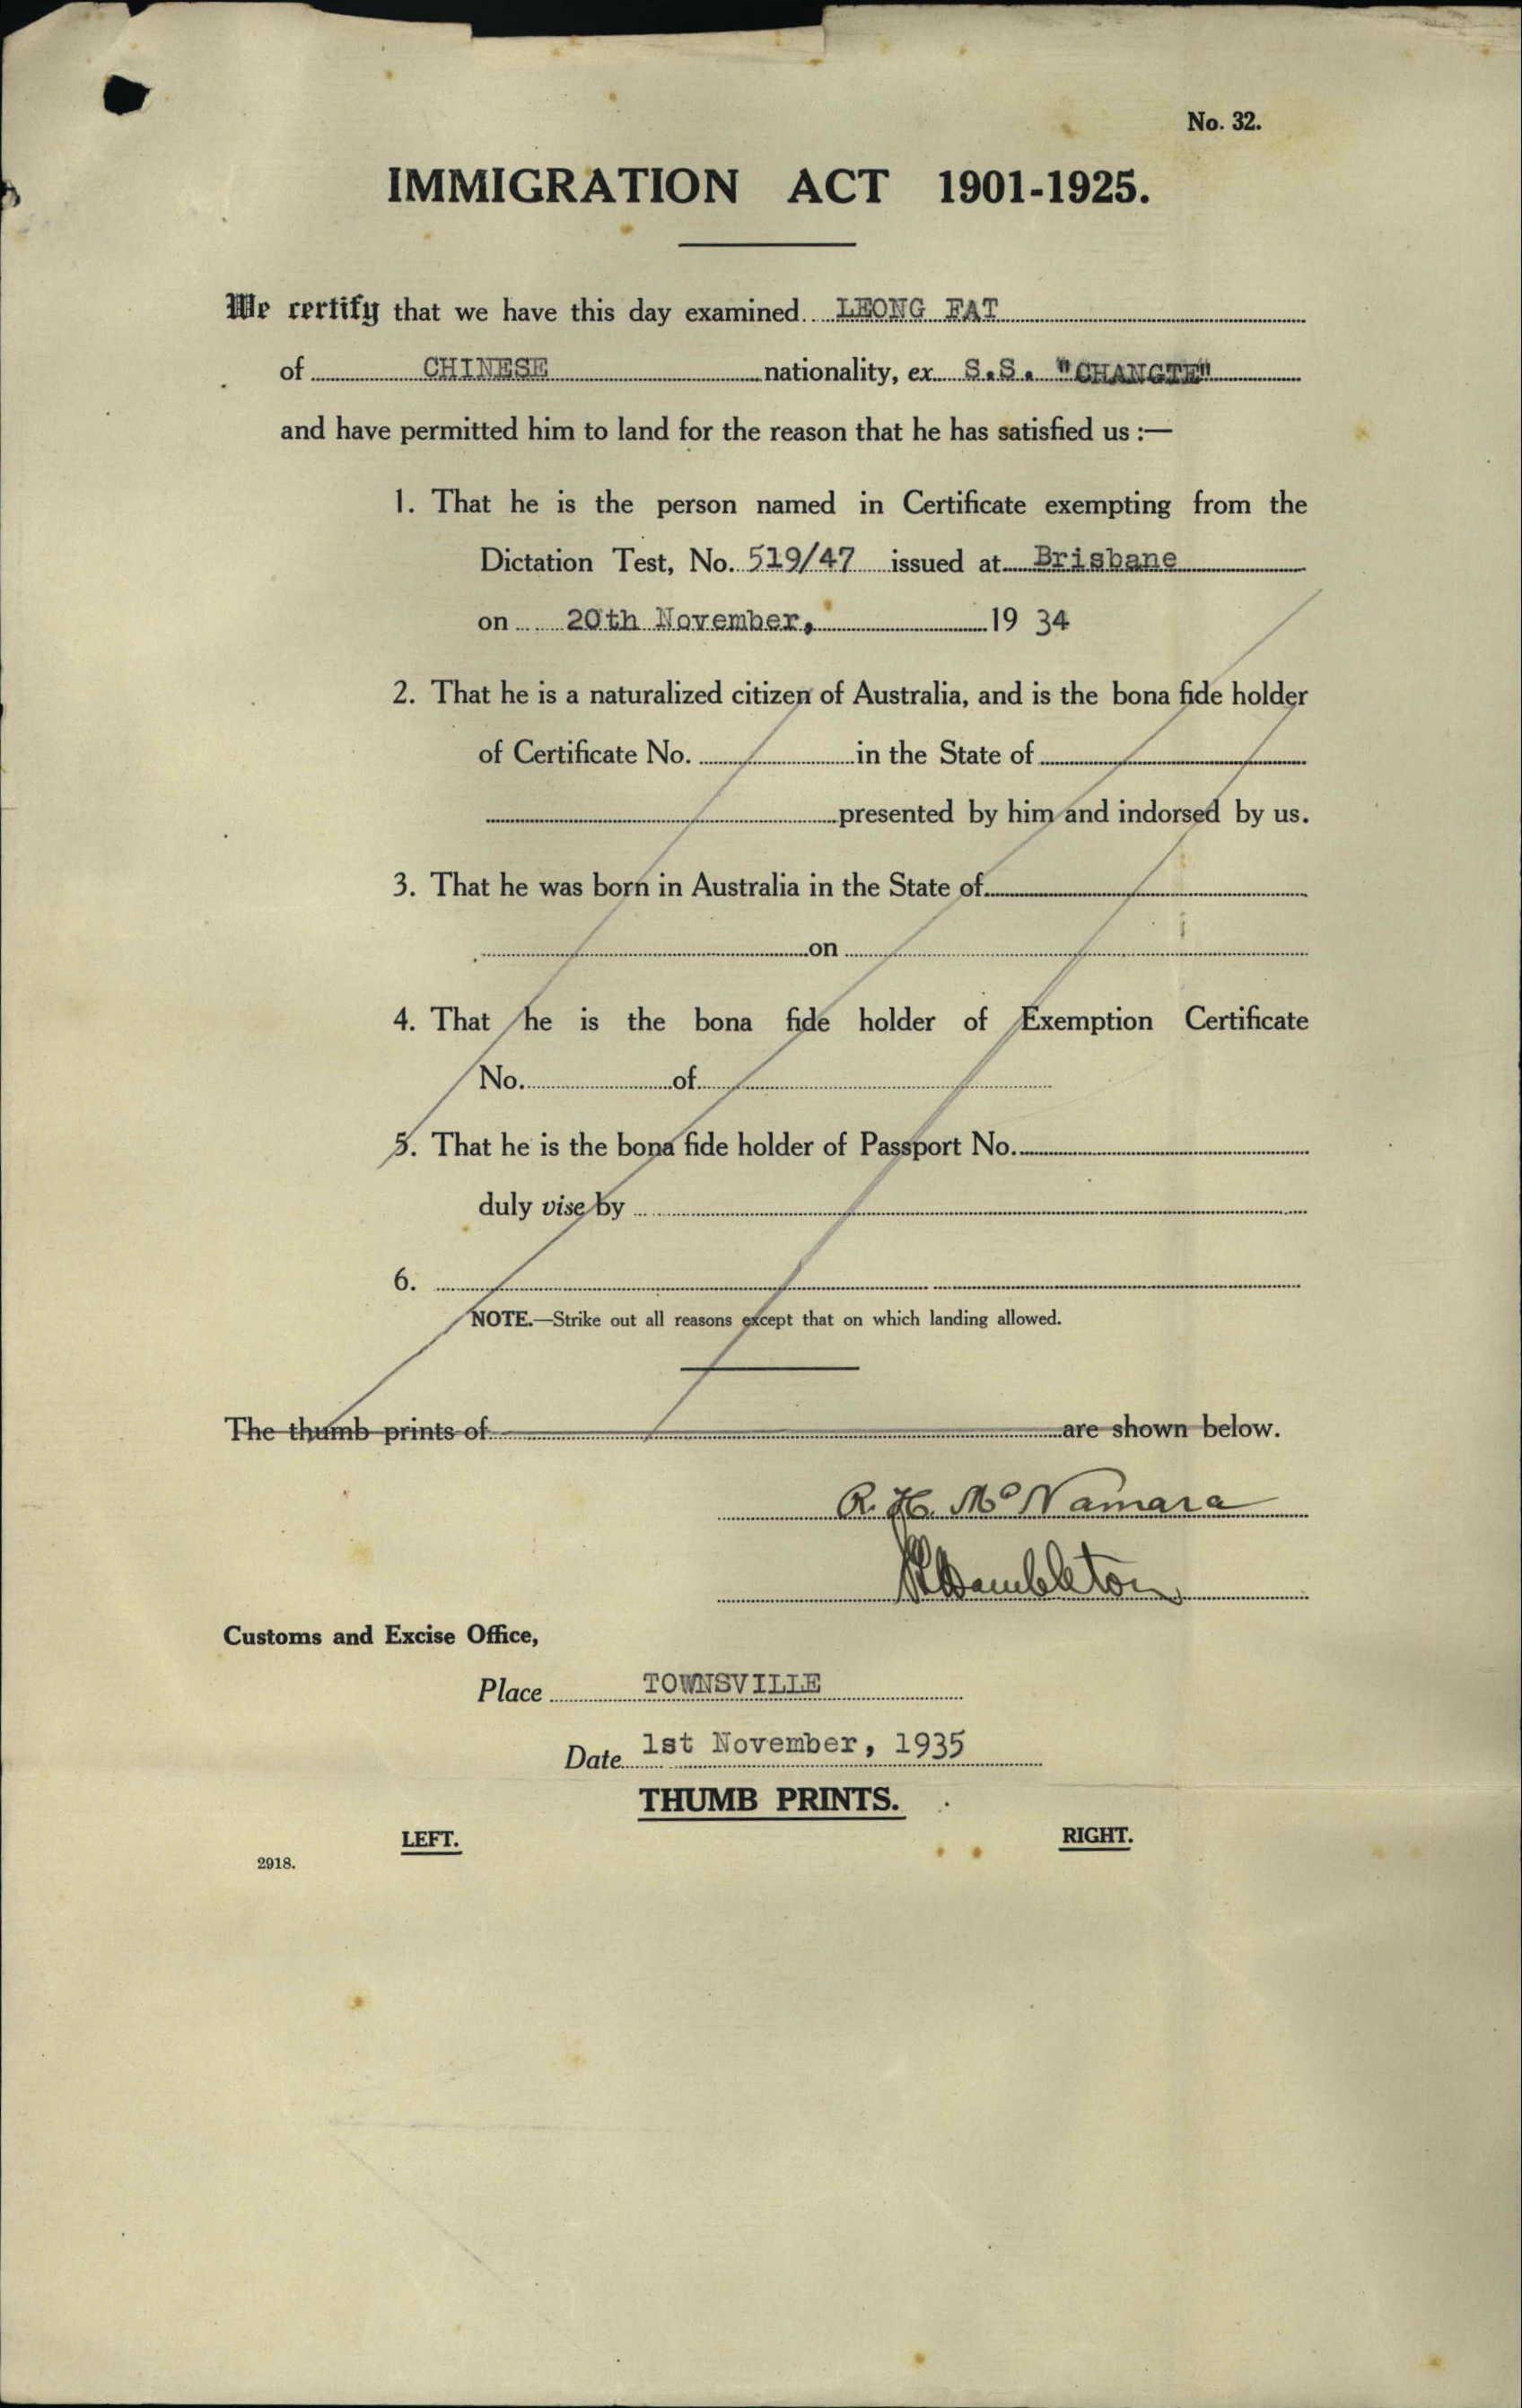 No. 32.
IMMIGRATION ACT 1901-1925.
We certify that we have this day examined LEONG FAT
of CHINESE nationality, ex S.S. "CHANGTE"
and have permitted him to land for the reason that he has satisfied us :—
1. That he is the person named in Certificate exempting from the
Dictation Test, No. 519/47 issued at Brisbane
on 20th November, 19 34
2. That he is a naturalized citizen of Australia, and is the bona fide holder
of Certificate No. in the State of
presented by him and indorsed by us.
3. That he was born in Australia in the State of
on
4. That he is the bona fide holder of Exemption Certificate
No. of
5. That he is the bona fide holder of Passport No.
duly vise by
6.
NOTE.—Strike out all reasons except that on which landing allowed.
The thumb prints of are shown below.
R. H. McNamara
Customs and Excise Office,
Place TOWNSVILLE
Date 1st November, 1935
THUMB PRINTS.
LEFT. RIGHT.
2918.